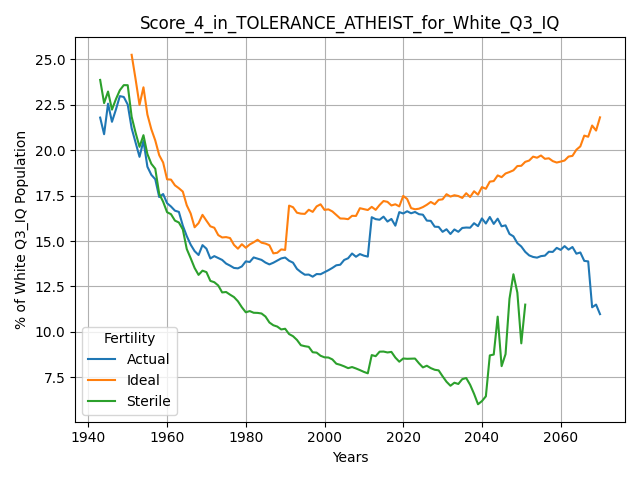 Score_4_in_TOLERANCE_ATHEIST_for_White_Q3_IQ
% of White Q3_IQ Population
25.0
22.5
20.0
17.5
15.0
12.5
10.0
7.5
Fertility
Actual
Ideal
Sterile
1940 1960 1980 2000 2020 2040 2060
Years